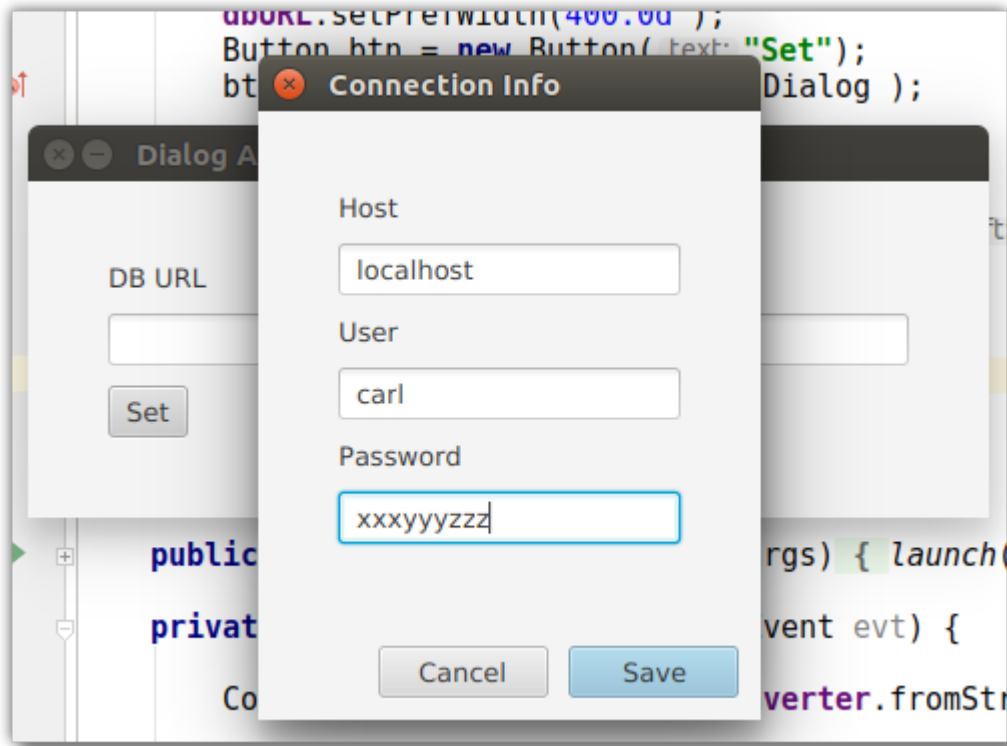 dbURL.setPrefWidth(400.0d );
Button btn = new Button( text: "Set");
bt Dialog );
Connection Info
Dialog A
Host
localhost
DB URL
User
carl
Set
Password
xxxyyyzzz
public rgs) { launch(
privat vent evt) {
Cancel
Save
Co verter.fromStr